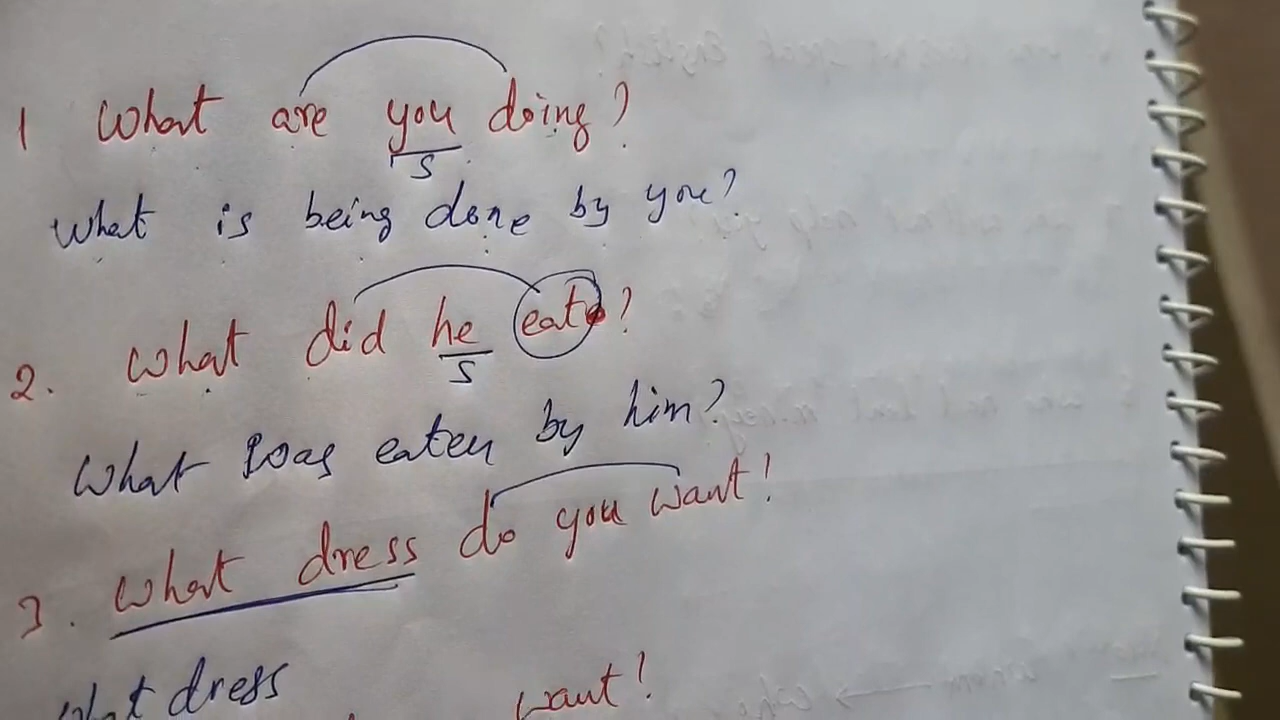 1 What are you doing?
S
What is being done by you?
2. What did he eat?
S
What was eaten by him?
3. What dress do you want!
What dress
want!